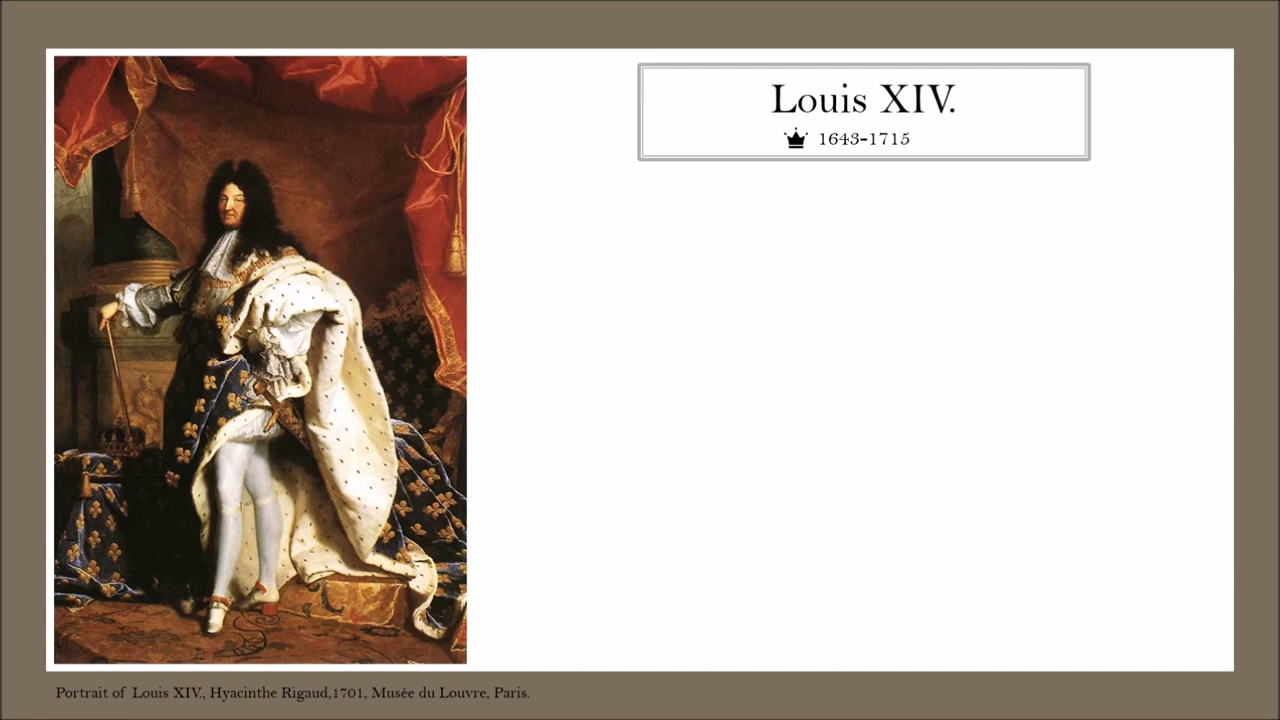 Louis XIV.
1643-1715
Portrait of Louis XIV., Hyacinthe Rigaud,1701, Musée du Louvre, Paris.